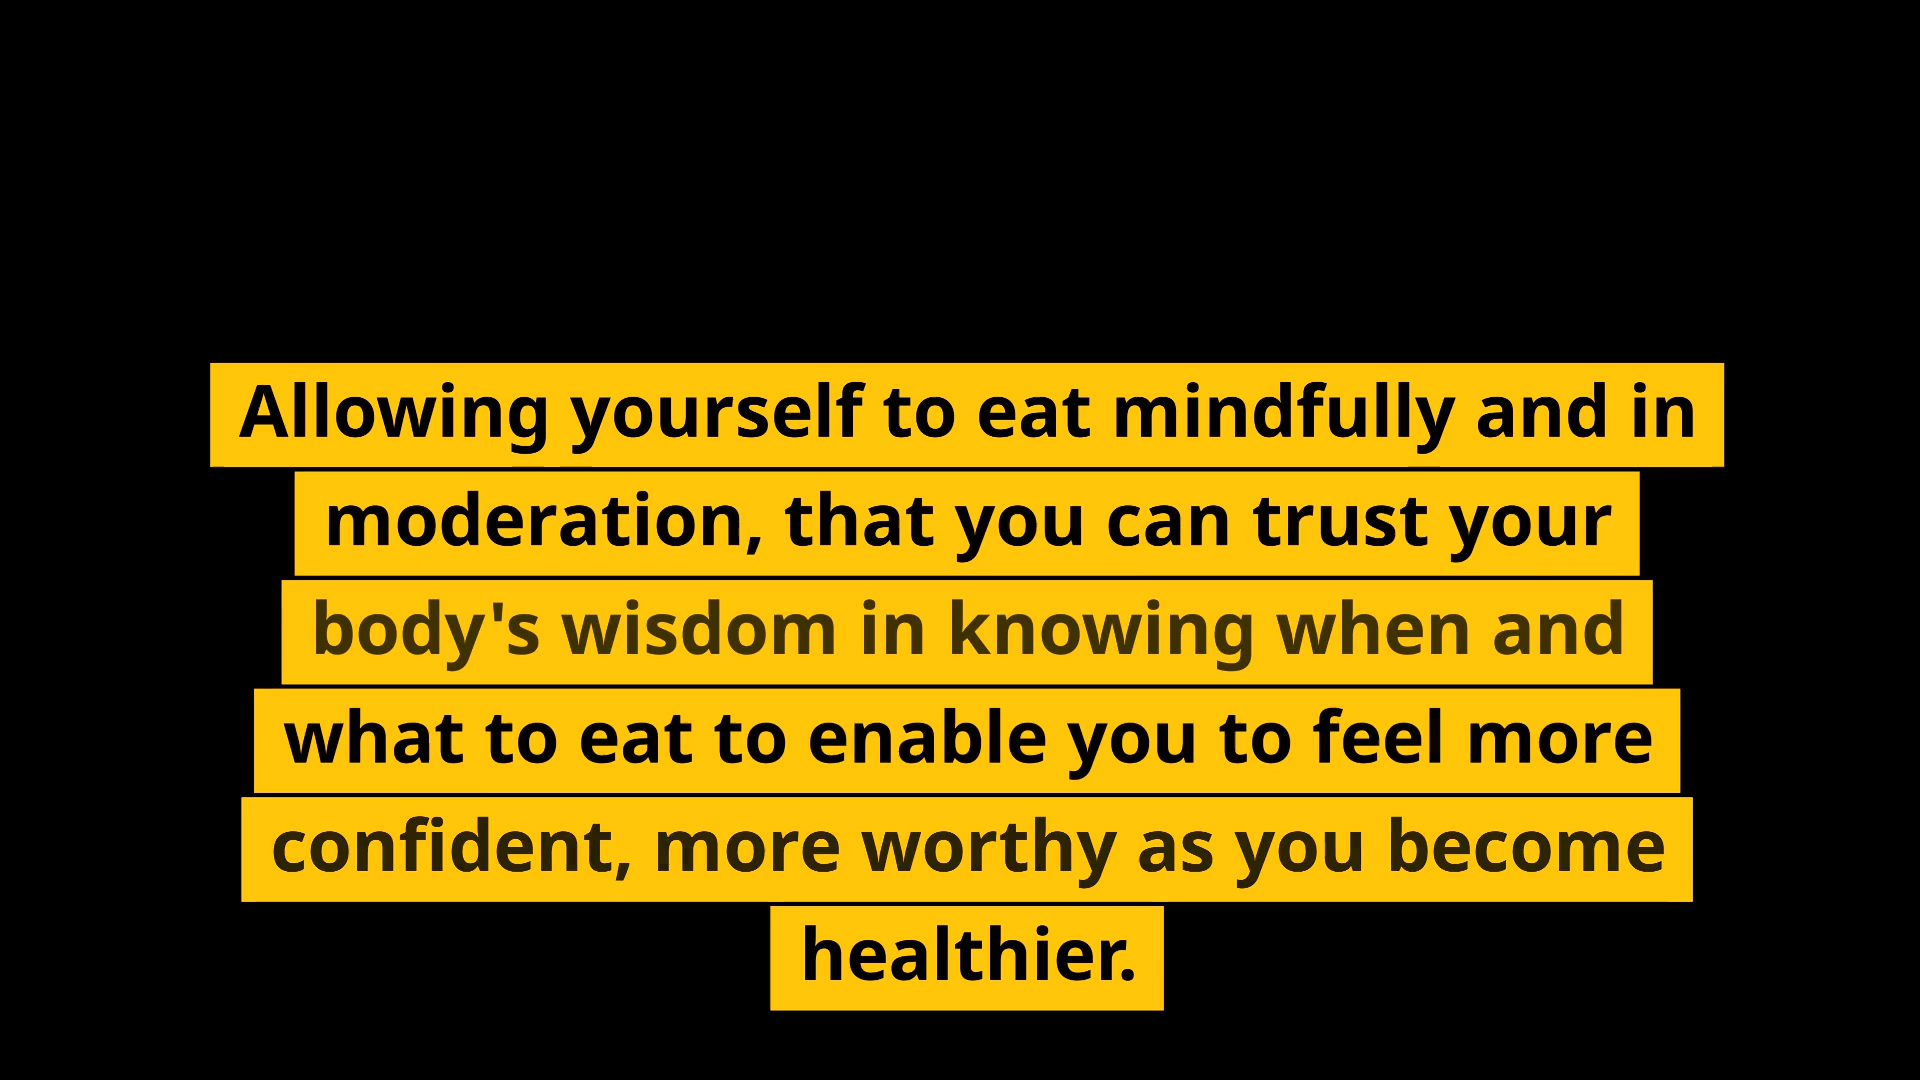 Allowing yourself to eat mindfully and in
moderation, that you can trust your
body's wisdom in knowing when and
what to eat to enable you to feel more
confident, more worthy as you become
healthier.